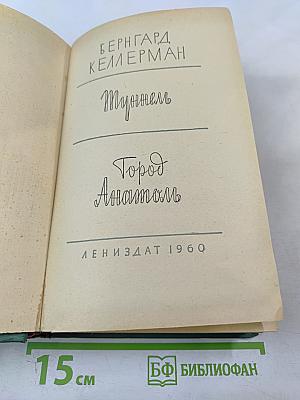 БЕРНГАРД
КЕЛЛЕРМАН
Туннель
Город
Анатоль
ЛЕНИЗДАТ 1960
15 см
БФ БИБЛИОФАН